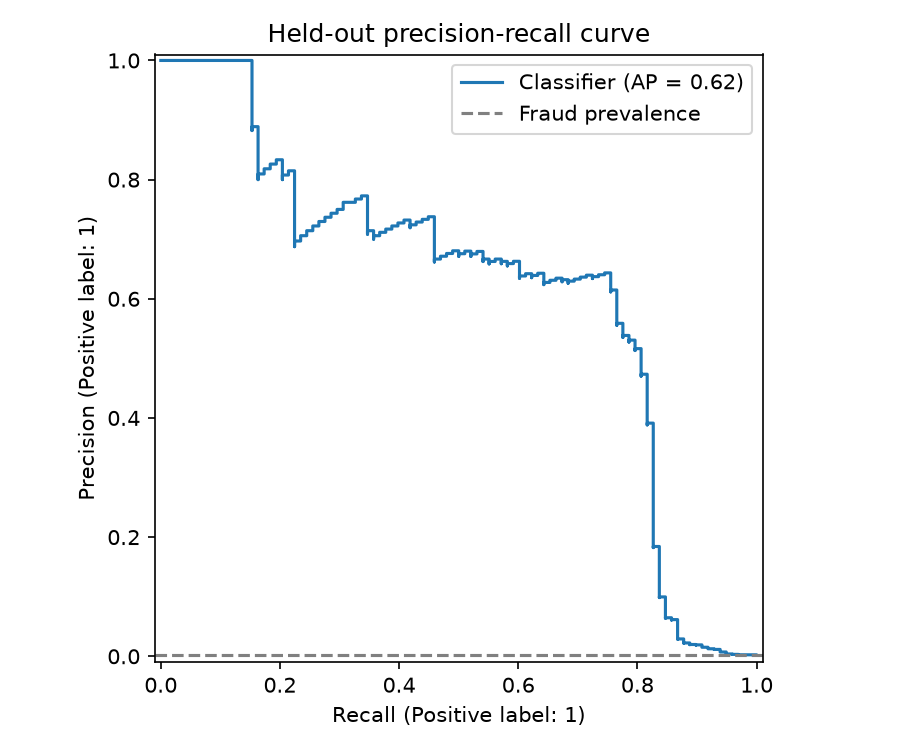 Held-out precision-recall curve
Classifier (AP = 0.62)
Fraud prevalence
1.0
0.8
0.6
0.4
0.2
0.0
Precision (Positive label: 1)
0.0 0.2 0.4 0.6 0.8 1.0
Recall (Positive label: 1)